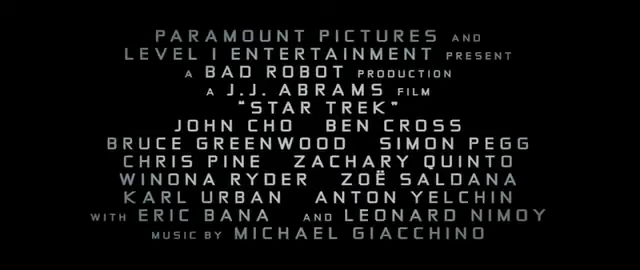 PARAMOUNT PICTURES AND
LEVEL 1 ENTERTAINMENT PRESENT
A BAD ROBOT PRODUCTION
A J.J. ABRAMS FILM
“STAR TREK”
JOHN CHO BEN CROSS
BRUCE GREENWOOD SIMON PEGG
CHRIS PINE ZACHARY QUINTO
WINONA RYDER ZOË SALDANA
KARL URBAN ANTON YELCHIN
WITH ERIC BANA AND LEONARD NIMOY
MUSIC BY MICHAEL GIACCHINO